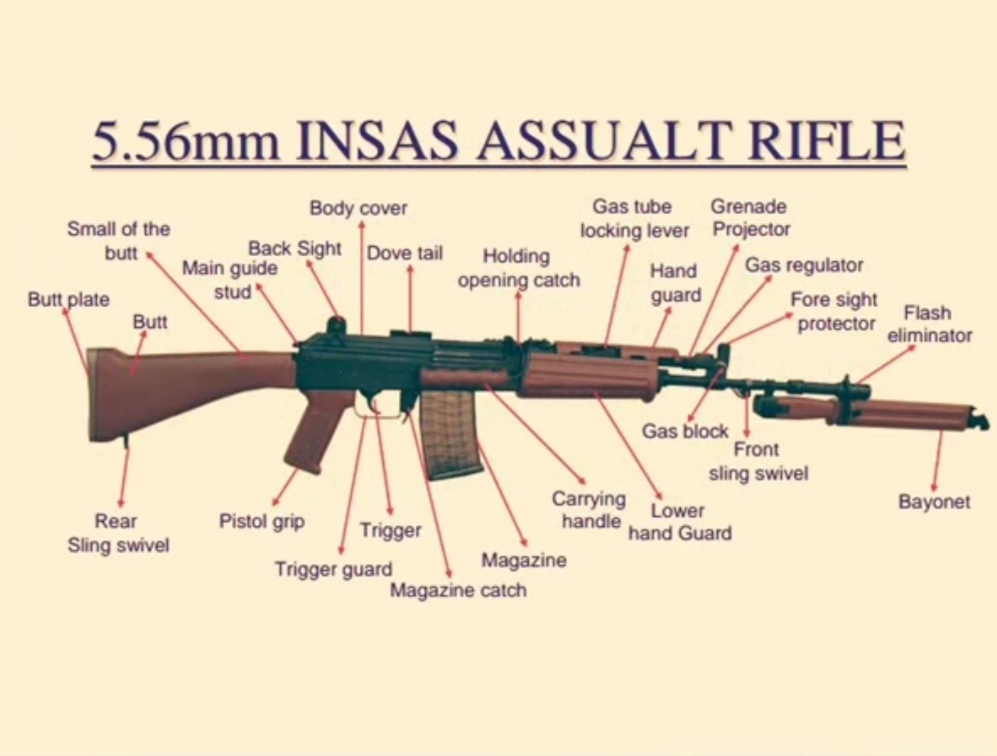 5.56mm INSAS ASSUALT RIFLE
Body cover
Gas tube
locking lever
Grenade
Projector
Small of the
butt
Back Sight
Dove tail
Holding
opening catch
Main guide
stud
Hand
guard
Gas regulator
Butt plate
Butt
Fore sight
protector
Flash
eliminator
Gas block
Front
sling swivel
Carrying
handle
Lower
hand Guard
Bayonet
Rear
Sling swivel
Pistol grip
Trigger
Trigger guard
Magazine
Magazine catch